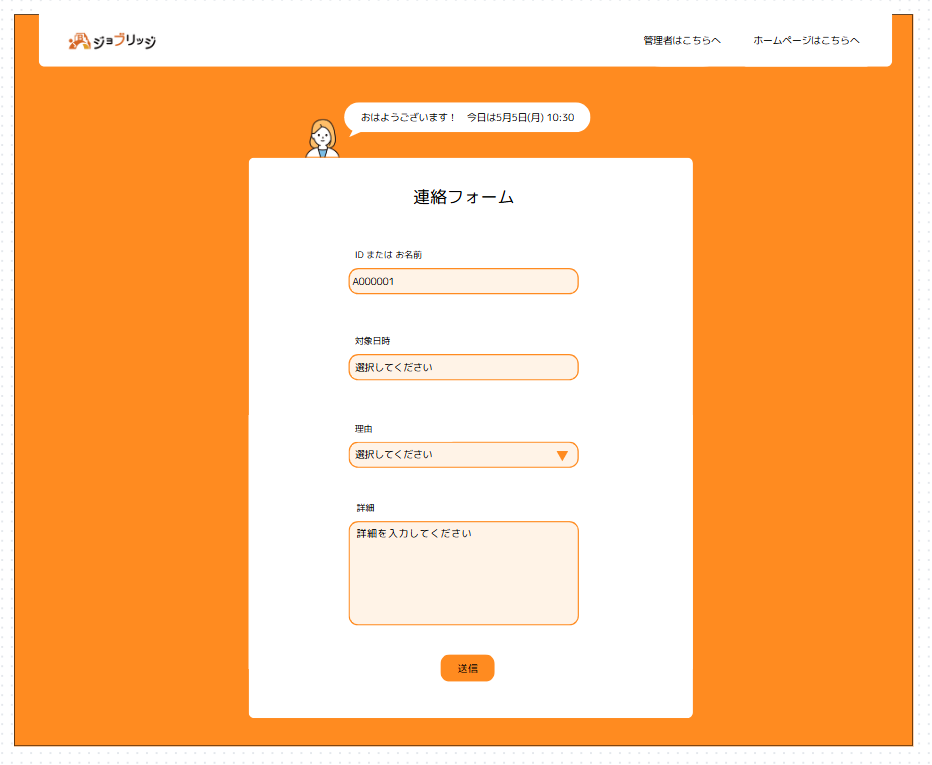 ジョブリッジ
管理者はこちらへ ホームページはこちらへ
おはようございます！ 今日は5月5日(月) 10:30
連絡フォーム
ID または お名前
A000001
対象日時
選択してください
理由
選択してください
詳細
詳細を入力してください
送信